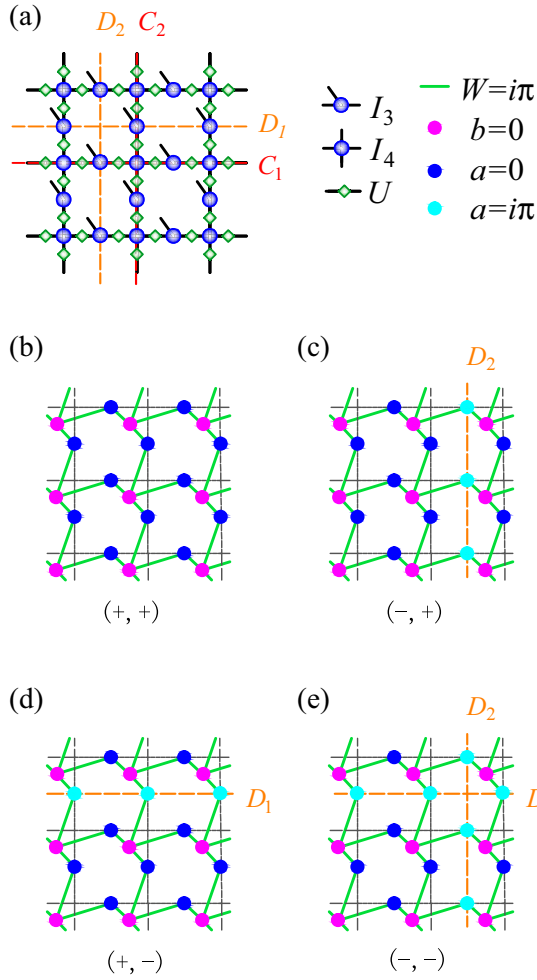 (a)
D₂ C₂
D₁
C₁
I₃
I₄
U
W=iπ
b=0
a=0
a=iπ
(b)
(c)
D₂
(+, +)
(−, +)
(d)
(e)
D₂
D₁
D
(+, −)
(−, −)